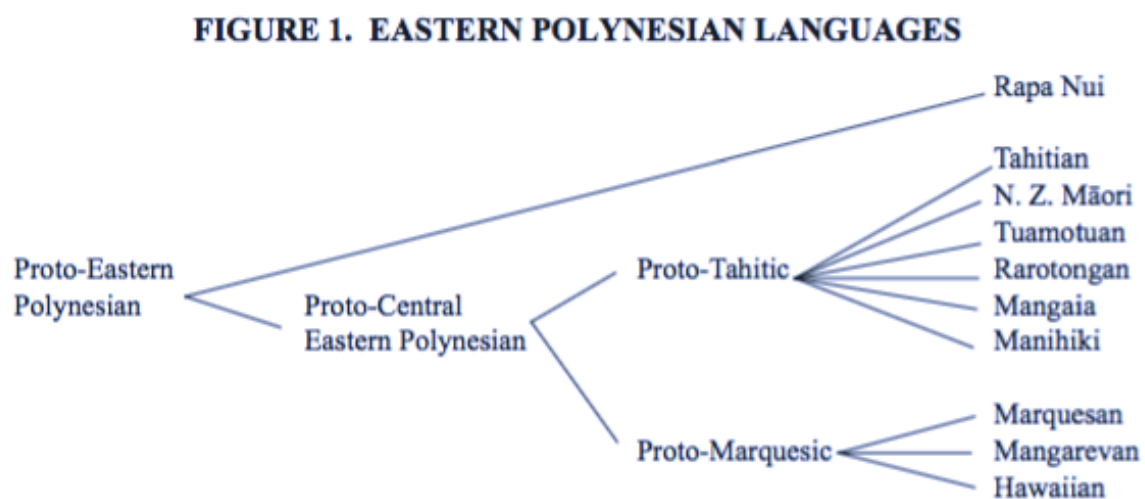 FIGURE 1. EASTERN POLYNESIAN LANGUAGES
Rapa Nui
Tahitian
N. Z. Māori
Tuamotuan
Proto-Eastern
Polynesian
Proto-Tahitic
Rarotongan
Proto-Central
Eastern Polynesian
Mangaia
Manihiki
Marquesan
Proto-Marquesic
Mangarevan
Hawaiian